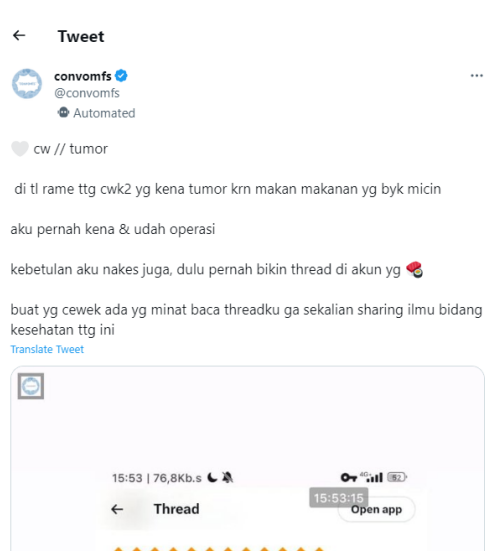 Tweet
convomfs
@convomfs
Automated
cw // tumor
di tl rame ttg cwk2 yg kena tumor krn makan makanan yg byk micin
aku pernah kena & udah operasi
kebetulan aku nakes juga, dulu pernah bikin thread di akun yg
buat yg cewek ada yg minat baca threadku ga sekalian sharing ilmu bidang
kesehatan ttg ini
Translate Tweet
15:53 | 76,8Kb.s
4G
52
15:53:15
Thread
Open app